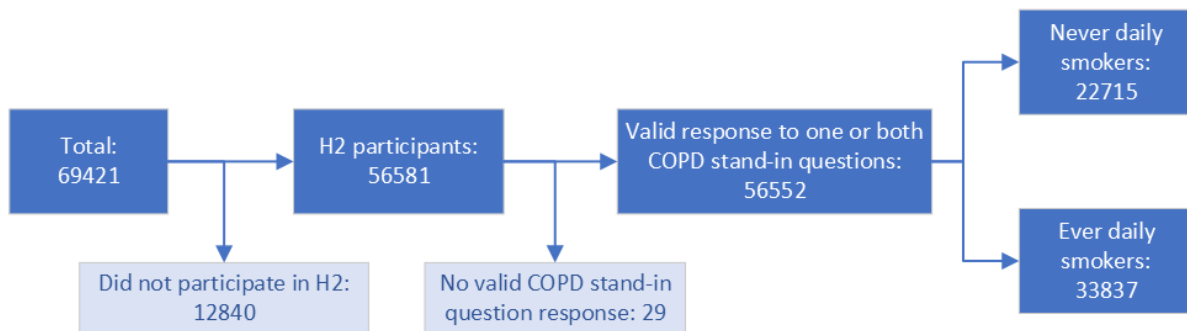 Total:
69421
H2 participants:
56581
Valid response to one or both
COPD stand-in questions:
56552
Never daily
smokers:
22715
Ever daily
smokers:
33837
Did not participate in H2:
12840
No valid COPD stand-in
question response: 29